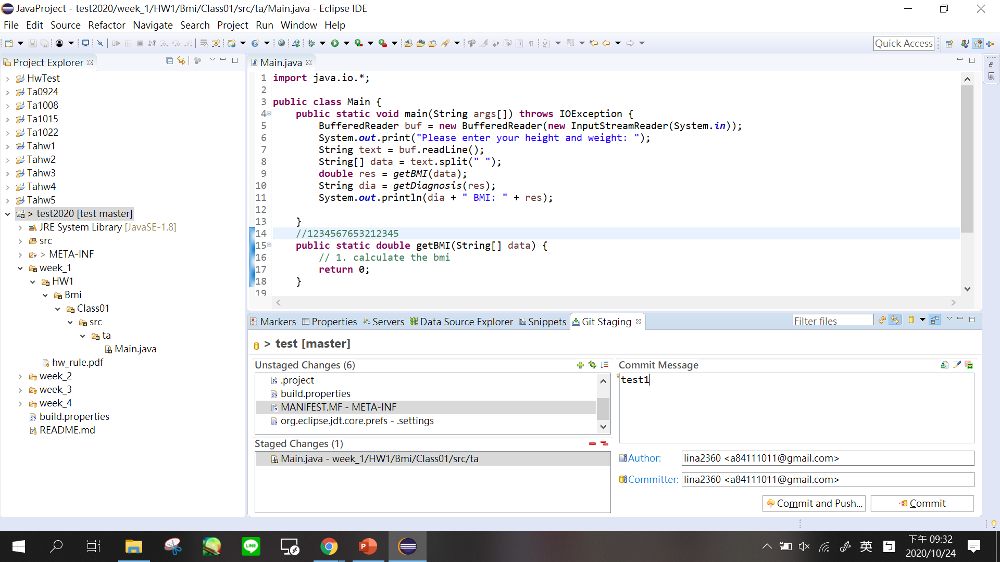 JavaProject - test2020/week_1/HW1/Bmi/Class01/src/ta/Main.java - Eclipse IDE
File Edit Source Refactor Navigate Search Project Run Window Help
Quick Access
Project Explorer
HwTest
Ta0924
Ta1008
Ta1015
Ta1022
Tahw1
Tahw2
Tahw3
Tahw4
Tahw5
> test2020 [test master]
JRE System Library [JavaSE-1.8]
src
> META-INF
week_1
HW1
Bmi
Class01
src
ta
Main.java
hw_rule.pdf
week_2
week_3
week_4
build.properties
README.md
Main.java
1 import java.io.*;
2
3 public class Main {
4 public static void main(String args[]) throws IOException {
5 BufferedReader buf = new BufferedReader(new InputStreamReader(System.in));
6 System.out.print("Please enter your height and weight: ");
7 String text = buf.readLine();
8 String[] data = text.split(" ");
9 double res = getBMI(data);
10 String dia = getDiagnosis(res);
11 System.out.println(dia + " BMI: " + res);
12
13 }
14 //1234567653212345
15 public static double getBMI(String[] data) {
16 // 1. calculate the bmi
17 return 0;
18 }
19
Markers Properties Servers Data Source Explorer Snippets Git Staging
Filter files
> test [master]
Unstaged Changes (6)
.project
build.properties
MANIFEST.MF - META-INF
org.eclipse.jdt.core.prefs - .settings
Staged Changes (1)
Main.java - week_1/HW1/Bmi/Class01/src/ta
Commit Message
test1
Author: lina2360 <a84111011@gmail.com>
Committer: lina2360 <a84111011@gmail.com>
Commit and Push... Commit
LINE
P
英
下午 09:32
2020/10/24